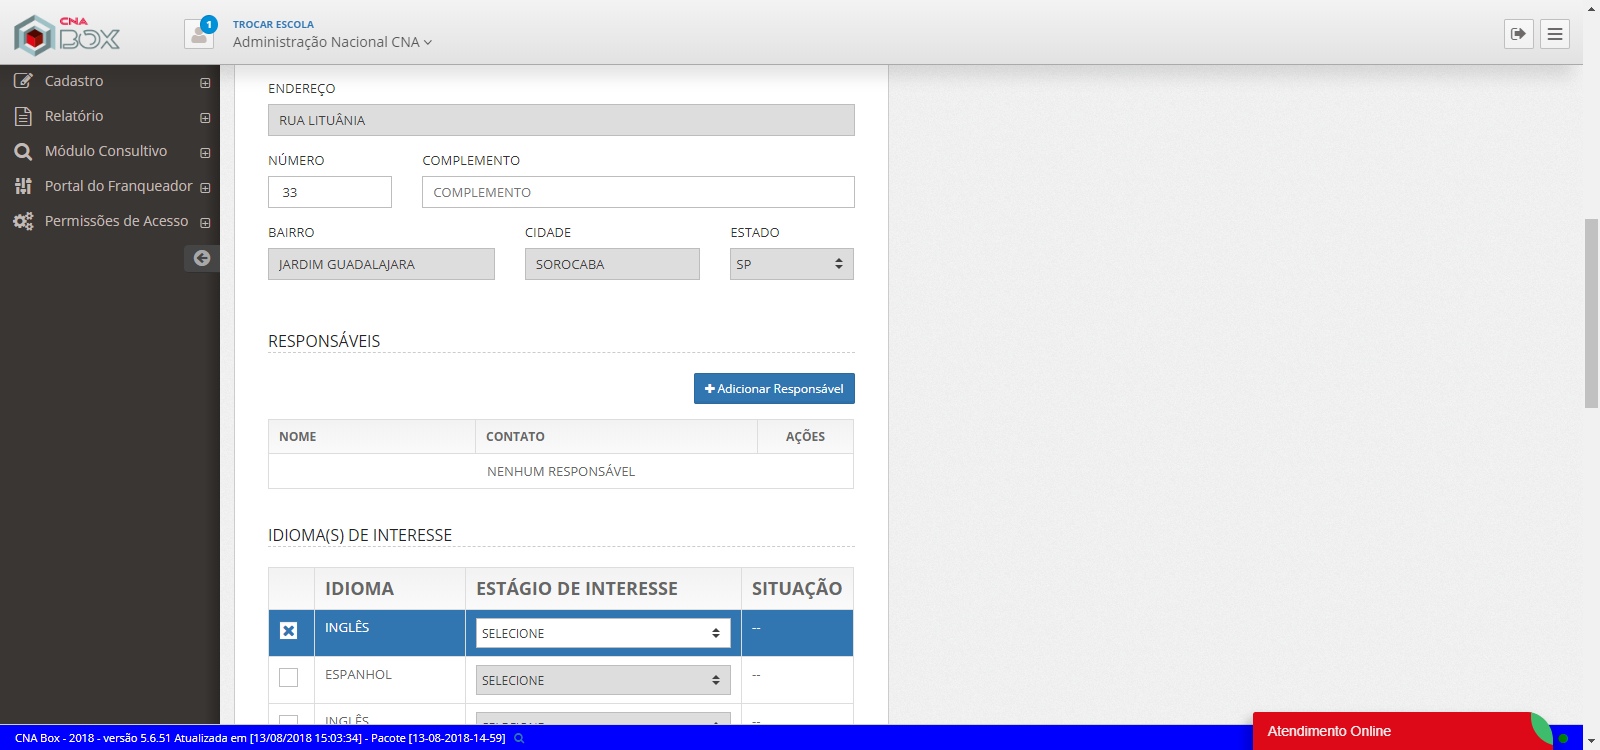 CNA
BOX
1
TROCAR ESCOLA
Administração Nacional CNA
Cadastro
Relatório
Módulo Consultivo
Portal do Franqueador
Permissões de Acesso
ENDEREÇO
RUA LITUÂNIA
NÚMERO COMPLEMENTO
33 COMPLEMENTO
BAIRRO CIDADE ESTADO
JARDIM GUADALAJARA SOROCABA SP
RESPONSÁVEIS
Adicionar Responsável
NOME CONTATO AÇÕES
NENHUM RESPONSÁVEL
IDIOMA(S) DE INTERESSE
IDIOMA ESTÁGIO DE INTERESSE SITUAÇÃO
INGLÊS SELECIONE --
ESPANHOL SELECIONE --
INGLÊS SELECIONE --
CNA Box - 2018 - versão 5.6.51 Atualizada em [13/08/2018 15:03:34] - Pacote [13-08-2018-14-59]
Atendimento Online